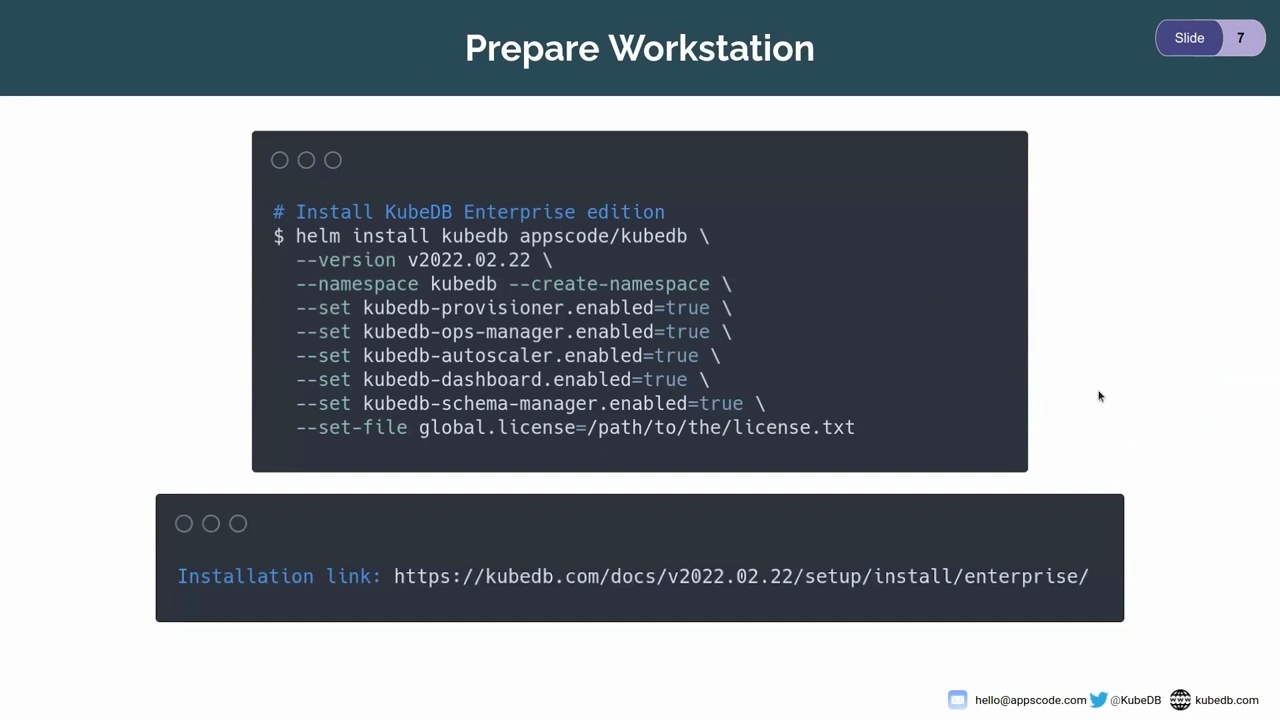 Prepare Workstation
Slide 7
# Install KubeDB Enterprise edition
$ helm install kubedb appscode/kubedb \
--version v2022.02.22 \
--namespace kubedb --create-namespace \
--set kubedb-provisioner.enabled=true \
--set kubedb-ops-manager.enabled=true \
--set kubedb-autoscaler.enabled=true \
--set kubedb-dashboard.enabled=true \
--set kubedb-schema-manager.enabled=true \
--set-file global.license=/path/to/the/license.txt
Installation link: https://kubedb.com/docs/v2022.02.22/setup/install/enterprise/
hello@appscode.com @KubeDB WWW kubedb.com